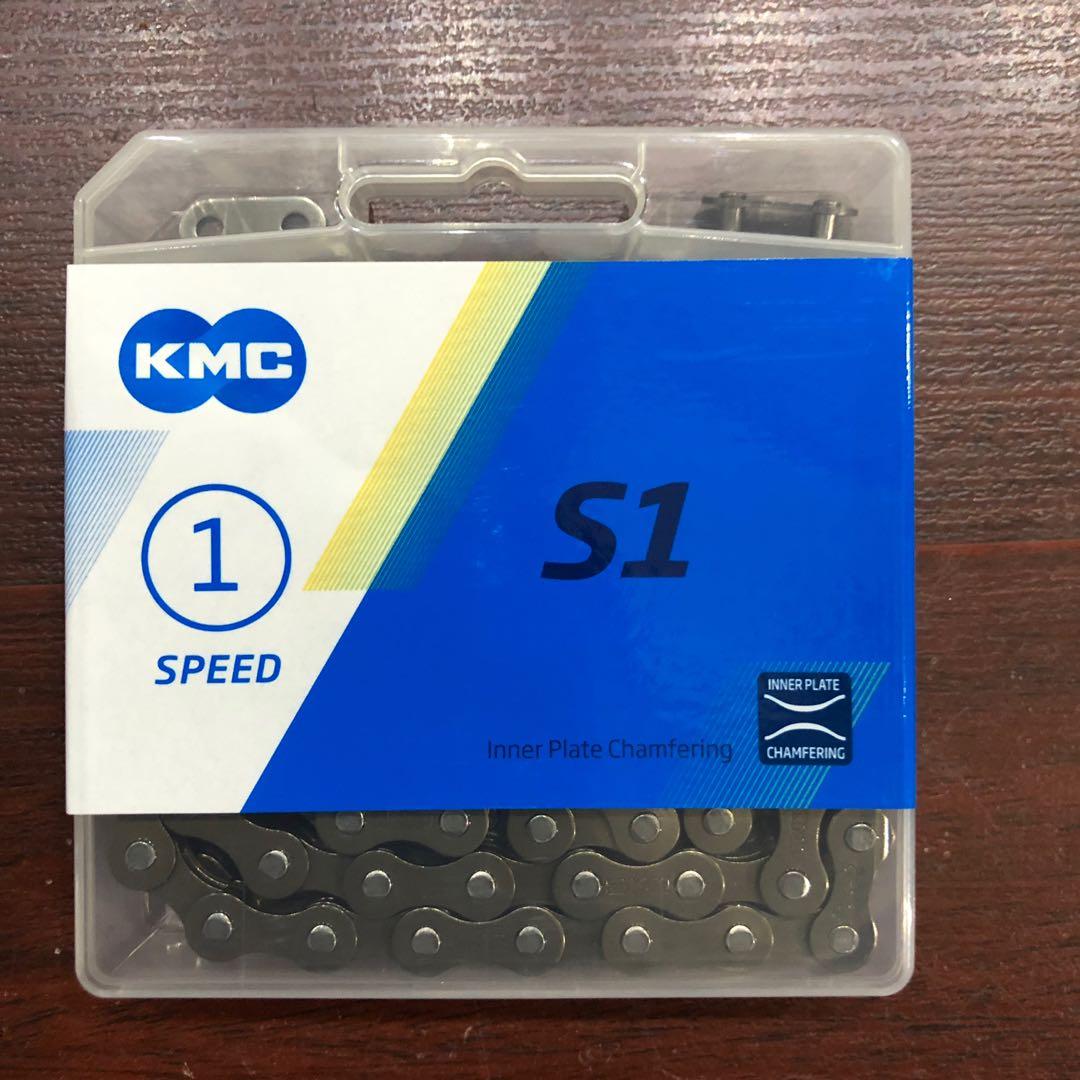 KMC
1
SPEED
S1
Inner Plate Chamfering
INNER PLATE
CHAMFERING